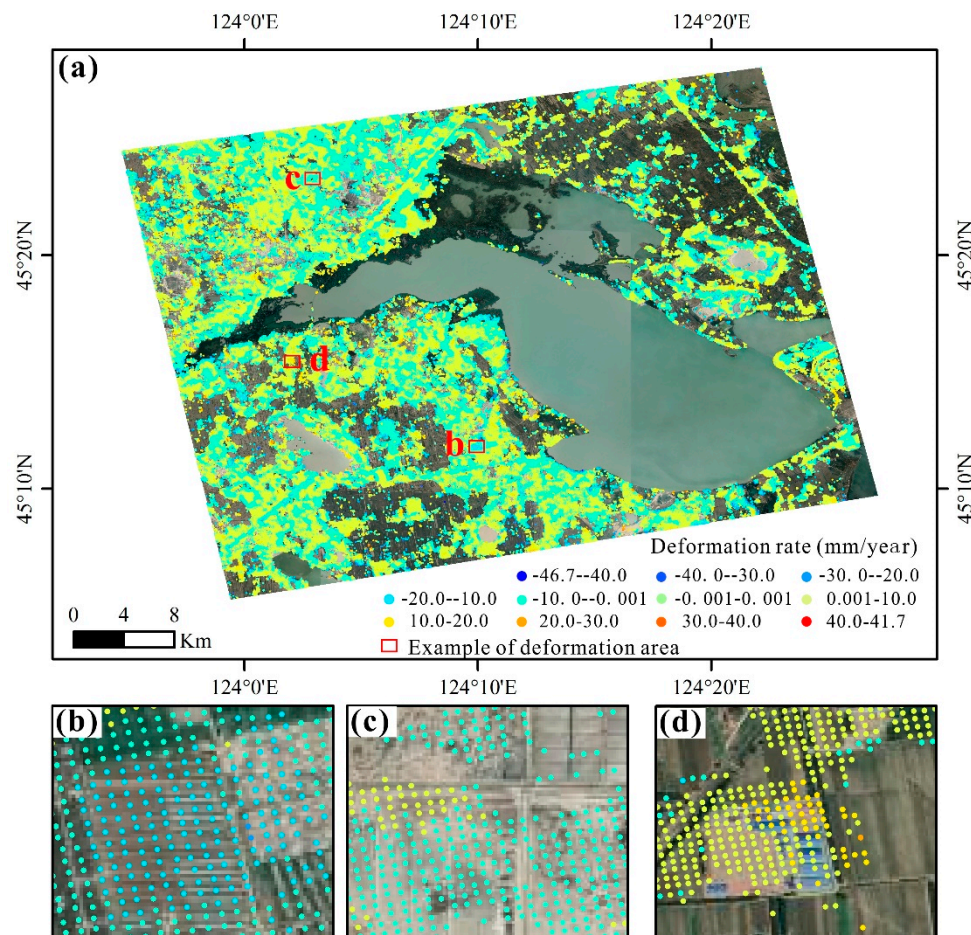 124°0'E 124°10'E 124°20'E
(a)
c
45°20'N 45°20'N
d
b
45°10'N 45°10'N
Deformation rate (mm/year)
-46.7--40.0 -40. 0--30.0 -30. 0--20.0
-20.0--10.0 -10. 0--0.001 -0.001-0.001 0.001-10.0
10.0-20.0 20.0-30.0 30.0-40.0 40.0-41.7
0 4 8
Km
Example of deformation area
124°0'E 124°10'E 124°20'E
(b) (c) (d)